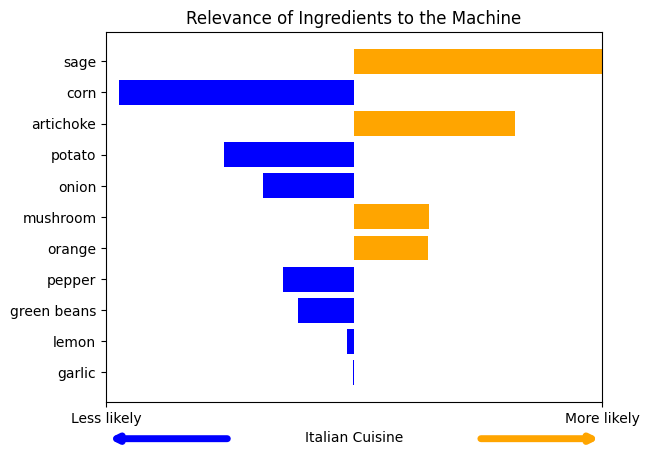 Relevance of Ingredients to the Machine
sage
corn
artichoke
potato
onion
mushroom
orange
pepper
green beans
lemon
garlic
Less likely
More likely
Italian Cuisine